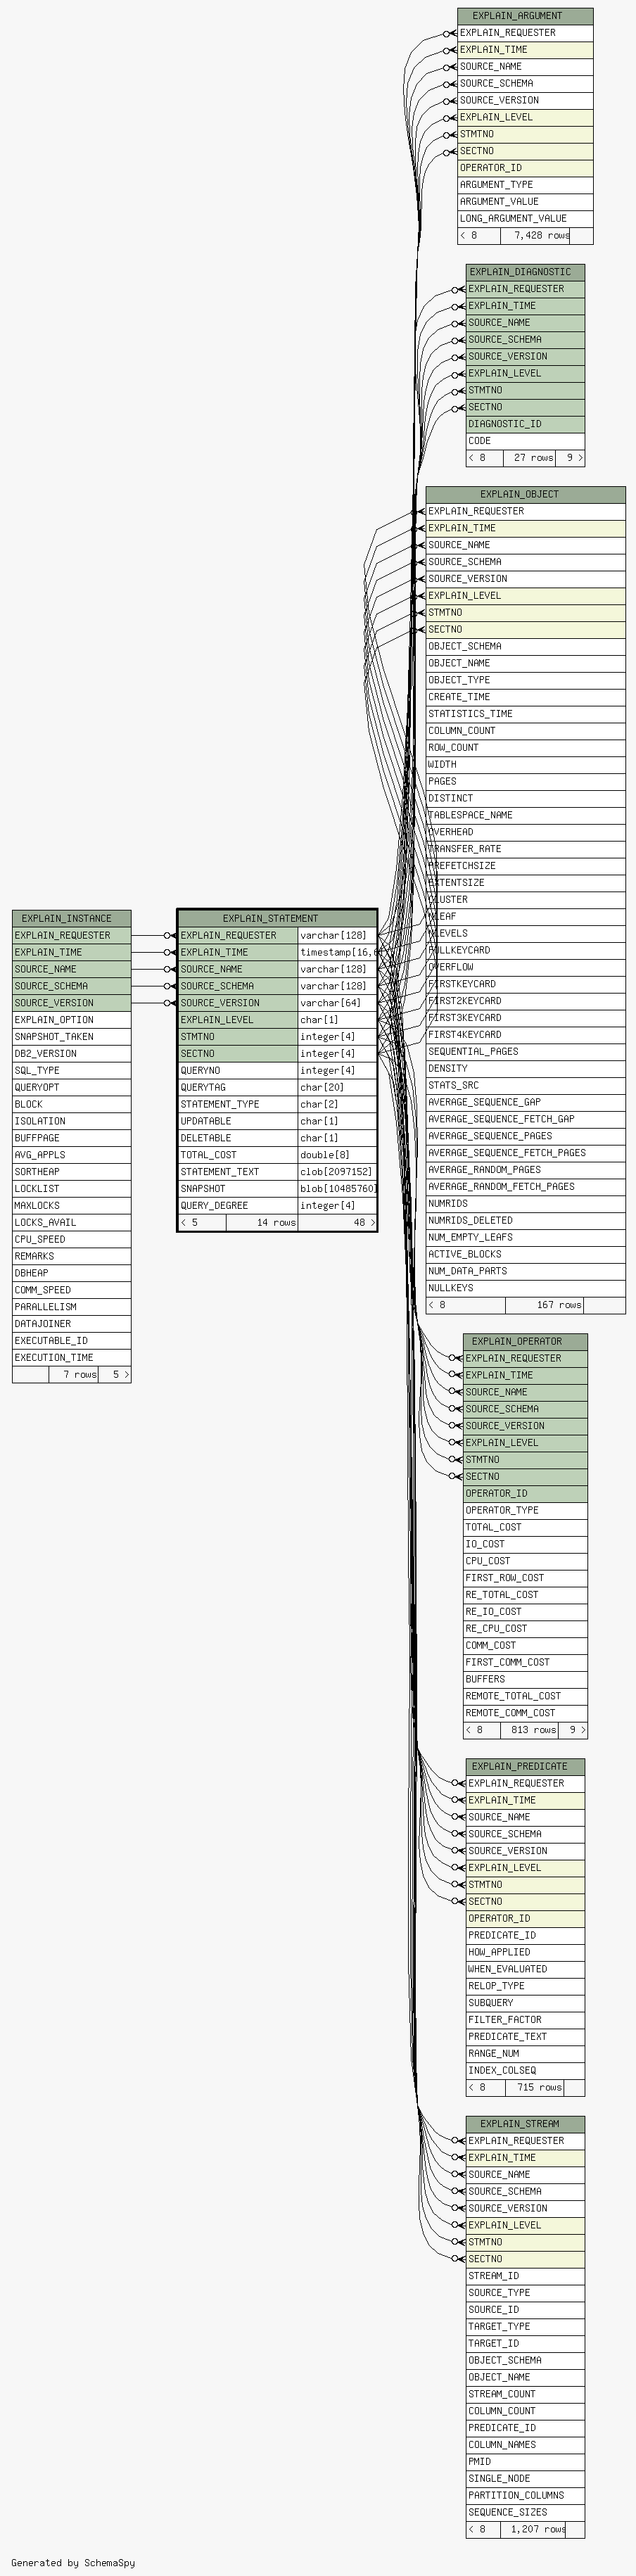 EXPLAIN_ARGUMENT
EXPLAIN_REQUESTER
EXPLAIN_TIME
SOURCE_NAME
SOURCE_SCHEMA
SOURCE_VERSION
EXPLAIN_LEVEL
STMTNO
SECTNO
OPERATOR_ID
ARGUMENT_TYPE
ARGUMENT_VALUE
LONG_ARGUMENT_VALUE
< 8 7,428 rows
EXPLAIN_DIAGNOSTIC
EXPLAIN_REQUESTER
EXPLAIN_TIME
SOURCE_NAME
SOURCE_SCHEMA
SOURCE_VERSION
EXPLAIN_LEVEL
STMTNO
SECTNO
DIAGNOSTIC_ID
CODE
< 8 27 rows 9 >
EXPLAIN_OBJECT
EXPLAIN_REQUESTER
EXPLAIN_TIME
SOURCE_NAME
SOURCE_SCHEMA
SOURCE_VERSION
EXPLAIN_LEVEL
STMTNO
SECTNO
OBJECT_SCHEMA
OBJECT_NAME
OBJECT_TYPE
CREATE_TIME
STATISTICS_TIME
COLUMN_COUNT
ROW_COUNT
WIDTH
PAGES
DISTINCT
TABLESPACE_NAME
OVERHEAD
TRANSFER_RATE
PREFETCHSIZE
EXTENTSIZE
CLUSTER
NLEAF
NLEVELS
FULLKEYCARD
OVERFLOW
FIRSTKEYCARD
FIRST2KEYCARD
FIRST3KEYCARD
FIRST4KEYCARD
SEQUENTIAL_PAGES
DENSITY
STATS_SRC
AVERAGE_SEQUENCE_GAP
AVERAGE_SEQUENCE_FETCH_GAP
AVERAGE_SEQUENCE_PAGES
AVERAGE_SEQUENCE_FETCH_PAGES
AVERAGE_RANDOM_PAGES
AVERAGE_RANDOM_FETCH_PAGES
NUMRIDS
NUMRIDS_DELETED
NUM_EMPTY_LEAFS
ACTIVE_BLOCKS
NUM_DATA_PARTS
NULLKEYS
< 8 167 rows
EXPLAIN_INSTANCE
EXPLAIN_REQUESTER
EXPLAIN_TIME
SOURCE_NAME
SOURCE_SCHEMA
SOURCE_VERSION
EXPLAIN_OPTION
SNAPSHOT_TAKEN
DB2_VERSION
SQL_TYPE
QUERYOPT
BLOCK
ISOLATION
BUFFPAGE
AVG_APPLS
SORTHEAP
LOCKLIST
MAXLOCKS
LOCKS_AVAIL
CPU_SPEED
REMARKS
DBHEAP
COMM_SPEED
PARALLELISM
DATAJOINER
EXECUTABLE_ID
EXECUTION_TIME
7 rows 5 >
EXPLAIN_STATEMENT
EXPLAIN_REQUESTER varchar[128]
EXPLAIN_TIME timestamp[16,6
SOURCE_NAME varchar[128]
SOURCE_SCHEMA varchar[128]
SOURCE_VERSION varchar[64]
EXPLAIN_LEVEL char[1]
STMTNO integer[4]
SECTNO integer[4]
QUERYNO integer[4]
QUERYTAG char[20]
STATEMENT_TYPE char[2]
UPDATABLE char[1]
DELETABLE char[1]
TOTAL_COST double[8]
STATEMENT_TEXT clob[2097152]
SNAPSHOT blob[10485760]
QUERY_DEGREE integer[4]
< 5 14 rows 48 >
EXPLAIN_OPERATOR
EXPLAIN_REQUESTER
EXPLAIN_TIME
SOURCE_NAME
SOURCE_SCHEMA
SOURCE_VERSION
EXPLAIN_LEVEL
STMTNO
SECTNO
OPERATOR_ID
OPERATOR_TYPE
TOTAL_COST
IO_COST
CPU_COST
FIRST_ROW_COST
RE_TOTAL_COST
RE_IO_COST
RE_CPU_COST
COMM_COST
FIRST_COMM_COST
BUFFERS
REMOTE_TOTAL_COST
REMOTE_COMM_COST
< 8 813 rows 9 >
EXPLAIN_PREDICATE
EXPLAIN_REQUESTER
EXPLAIN_TIME
SOURCE_NAME
SOURCE_SCHEMA
SOURCE_VERSION
EXPLAIN_LEVEL
STMTNO
SECTNO
OPERATOR_ID
PREDICATE_ID
HOW_APPLIED
WHEN_EVALUATED
RELOP_TYPE
SUBQUERY
FILTER_FACTOR
PREDICATE_TEXT
RANGE_NUM
INDEX_COLSEQ
< 8 715 rows
EXPLAIN_STREAM
EXPLAIN_REQUESTER
EXPLAIN_TIME
SOURCE_NAME
SOURCE_SCHEMA
SOURCE_VERSION
EXPLAIN_LEVEL
STMTNO
SECTNO
STREAM_ID
SOURCE_TYPE
SOURCE_ID
TARGET_TYPE
TARGET_ID
OBJECT_SCHEMA
OBJECT_NAME
STREAM_COUNT
COLUMN_COUNT
PREDICATE_ID
COLUMN_NAMES
PMID
SINGLE_NODE
PARTITION_COLUMNS
SEQUENCE_SIZES
< 8 1,207 rows
Generated by SchemaSpy